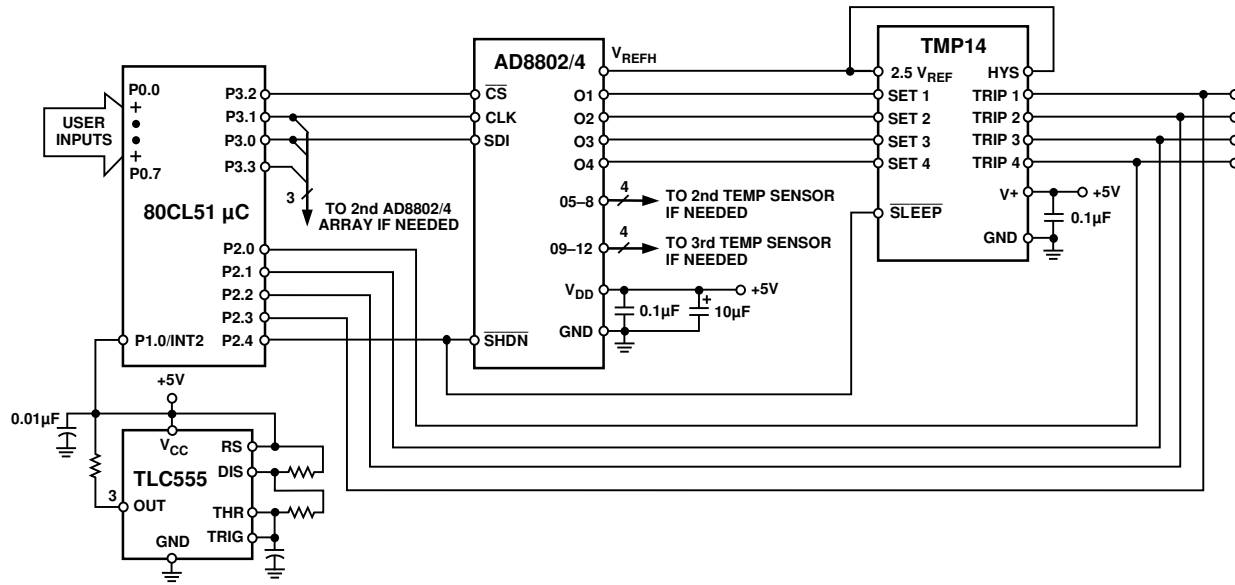 USER
INPUTS
P0.0
+
+
P0.7
80CL51 µC
P3.2
P3.1
P3.0
P3.3
3
TO 2nd AD8802/4
ARRAY IF NEEDED
P2.0
P2.1
P2.2
P2.3
P2.4
P1.0/INT2
AD8802/4
CS
CLK
SDI
SHDN
VREFH
O1
O2
O3
O4
05–8
4
TO 2nd TEMP SENSOR
IF NEEDED
09–12
4
TO 3rd TEMP SENSOR
IF NEEDED
VDD
+5V
0.1µF
+
10µF
GND
TMP14
2.5 VREF
SET 1
SET 2
SET 3
SET 4
SLEEP
HYS
TRIP 1
TRIP 2
TRIP 3
TRIP 4
V+
+5V
0.1µF
GND
+5V
0.01µF
VCC
TLC555
3
OUT
GND
RS
DIS
THR
TRIG